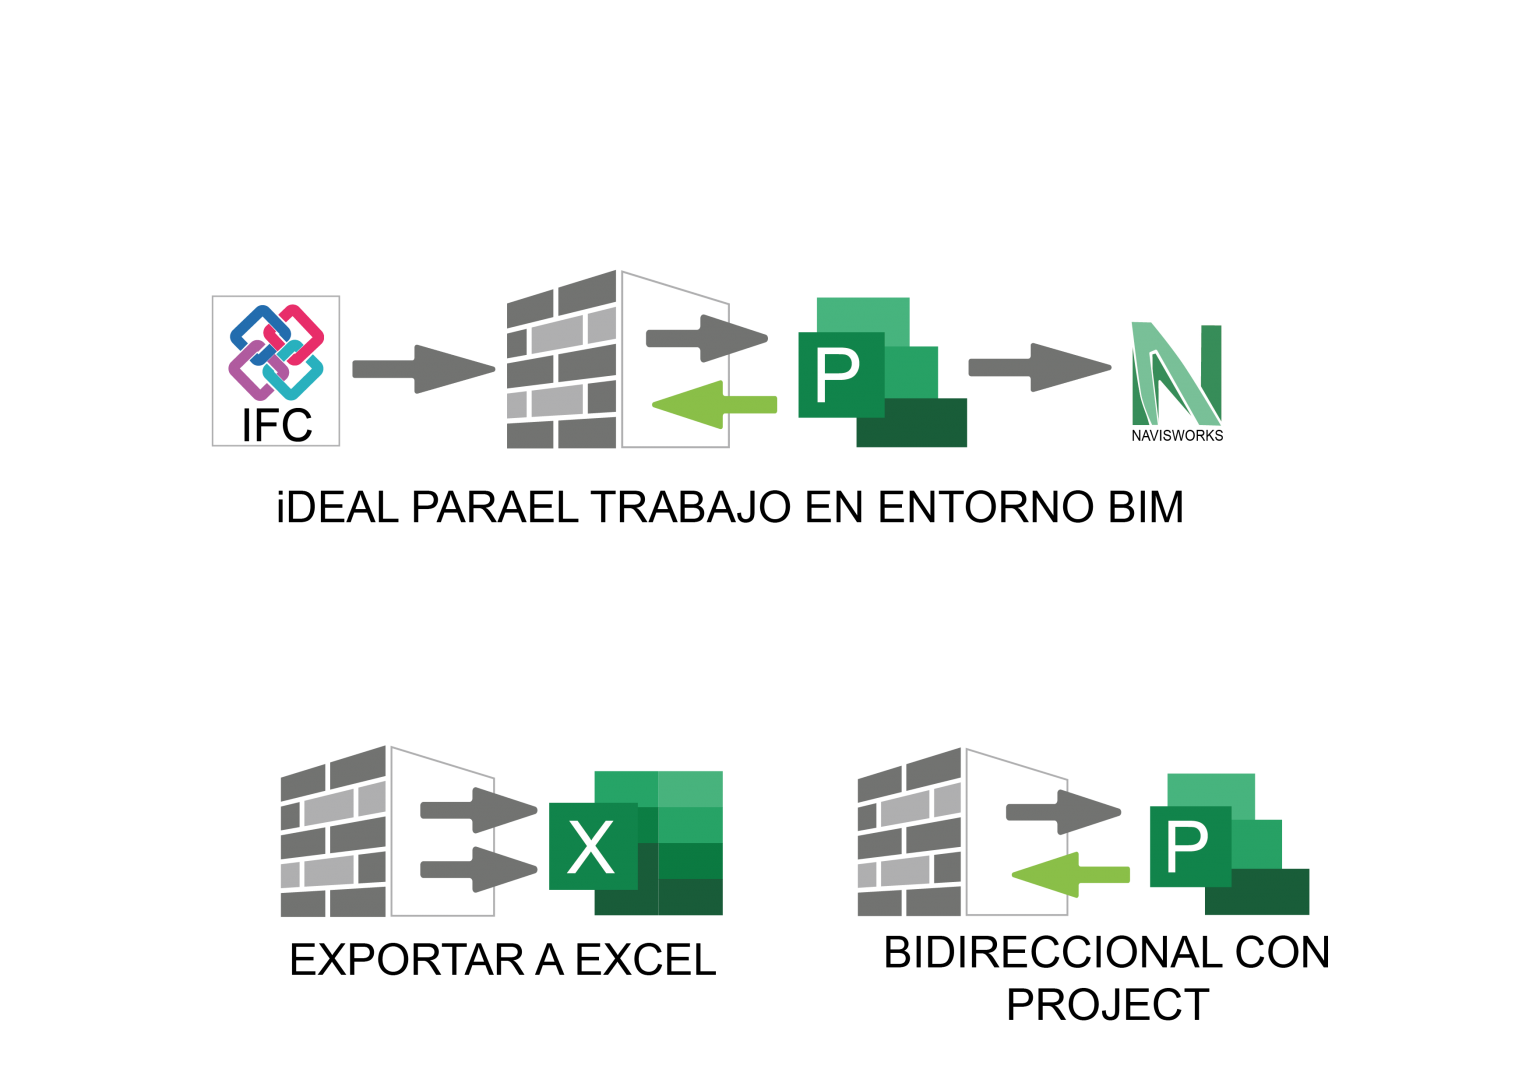 IFC
P
NAVISWORKS
iDEAL PARAEL TRABAJO EN ENTORNO BIM
X
P
EXPORTAR A EXCEL
BIDIRECCIONAL CON
PROJECT